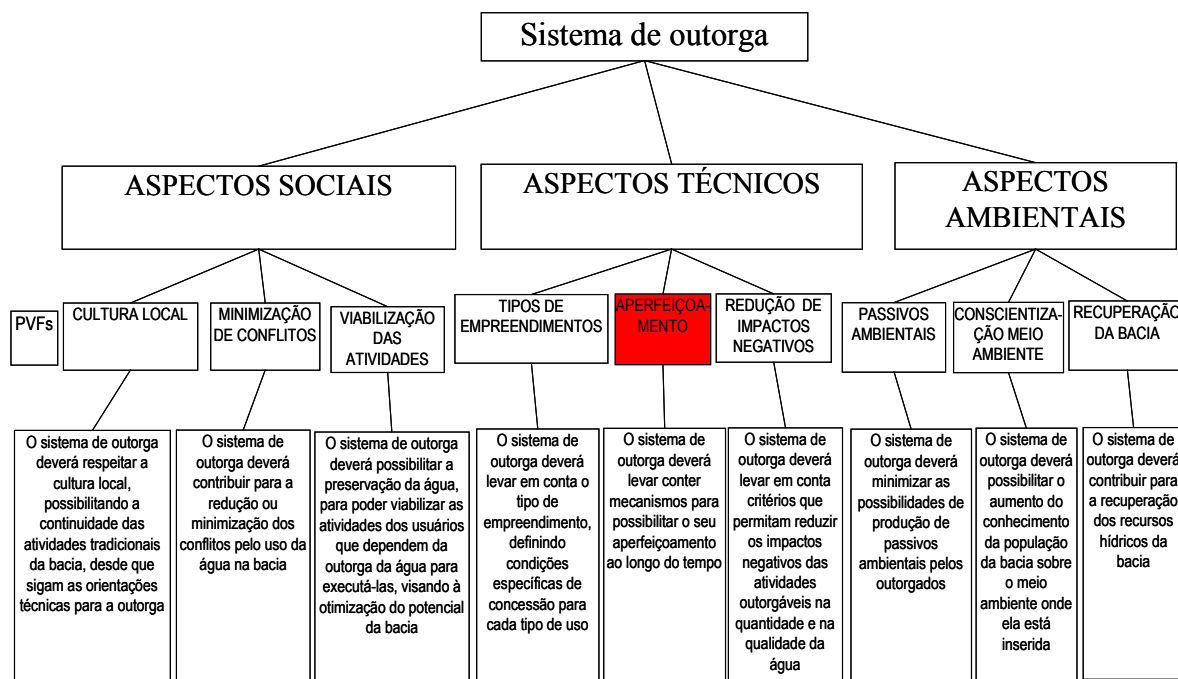 Sistema de outorga
ASPECTOS SOCIAIS
ASPECTOS TÉCNICOS
ASPECTOS
AMBIENTAIS
PVFs
CULTURA LOCAL
MINIMIZAÇÃO
DE CONFLITOS
VIABILIZAÇÃO
DAS
ATIVIDADES
TIPOS DE
EMPREENDIMENTOS
APERFEIÇOA-
MENTO
REDUÇÃO DE
IMPACTOS
NEGATIVOS
PASSIVOS
AMBIENTAIS
CONSCIENTIZA-
ÇÃO MEIO
AMBIENTE
RECUPERAÇÃO
DA BACIA
O sistema de outorga
deverá respeitar a
cultura local,
possibilitando a
continuidade das
atividades tradicionais
da bacia, desde que
sigam as orientações
técnicas para a outorga
O sistema de
outorga deverá
contribuir para a
redução ou
minimização dos
conflitos pelo uso da
água na bacia
O sistema de outorga
deverá possibilitar a
preservação da água,
para poder viabilizar as
atividades dos usuários
que dependem da
outorga da água para
executá-las, visando à
otimização do potencial
da bacia
O sistema de
outorga deverá
levar em conta o
tipo de
empreendimento,
definindo
condições
específicas de
concessão para
cada tipo de uso
O sistema de
outorga deverá
levar conter
mecanismos para
possibilitar o seu
aperfeiçoamento
ao longo do tempo
O sistema de
outorga deverá
levar em conta
critérios que
permitam reduzir
os impactos
negativos das
atividades
outorgáveis na
quantidade e na
qualidade da
água
O sistema de
outorga deverá
minimizar as
possibilidades de
produção de
passivos
ambientais pelos
outorgados
O sistema de
outorga deverá
possibilitar o
aumento do
conhecimento
da população
da bacia sobre o
meio
ambiente onde
ela está
inserida
O sistema de
outorga deverá
contribuir para
a recuperação
dos recursos
hídricos da
bacia